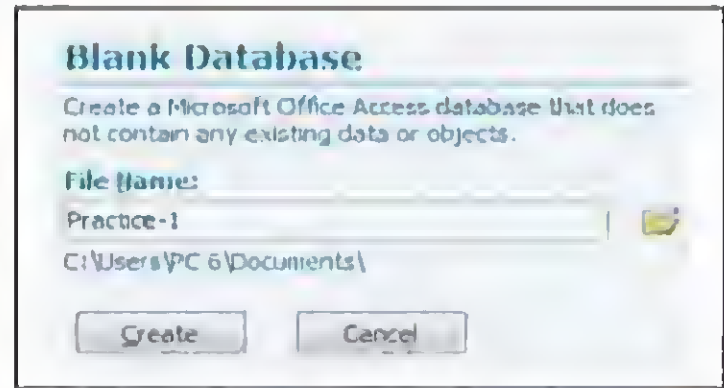 Blank Database
Create a Microsoft Office Access database that does
not contain any existing data or objects.
File Name:
Practice-1
C:\Users\PC 6\Documents\
Create Cancel